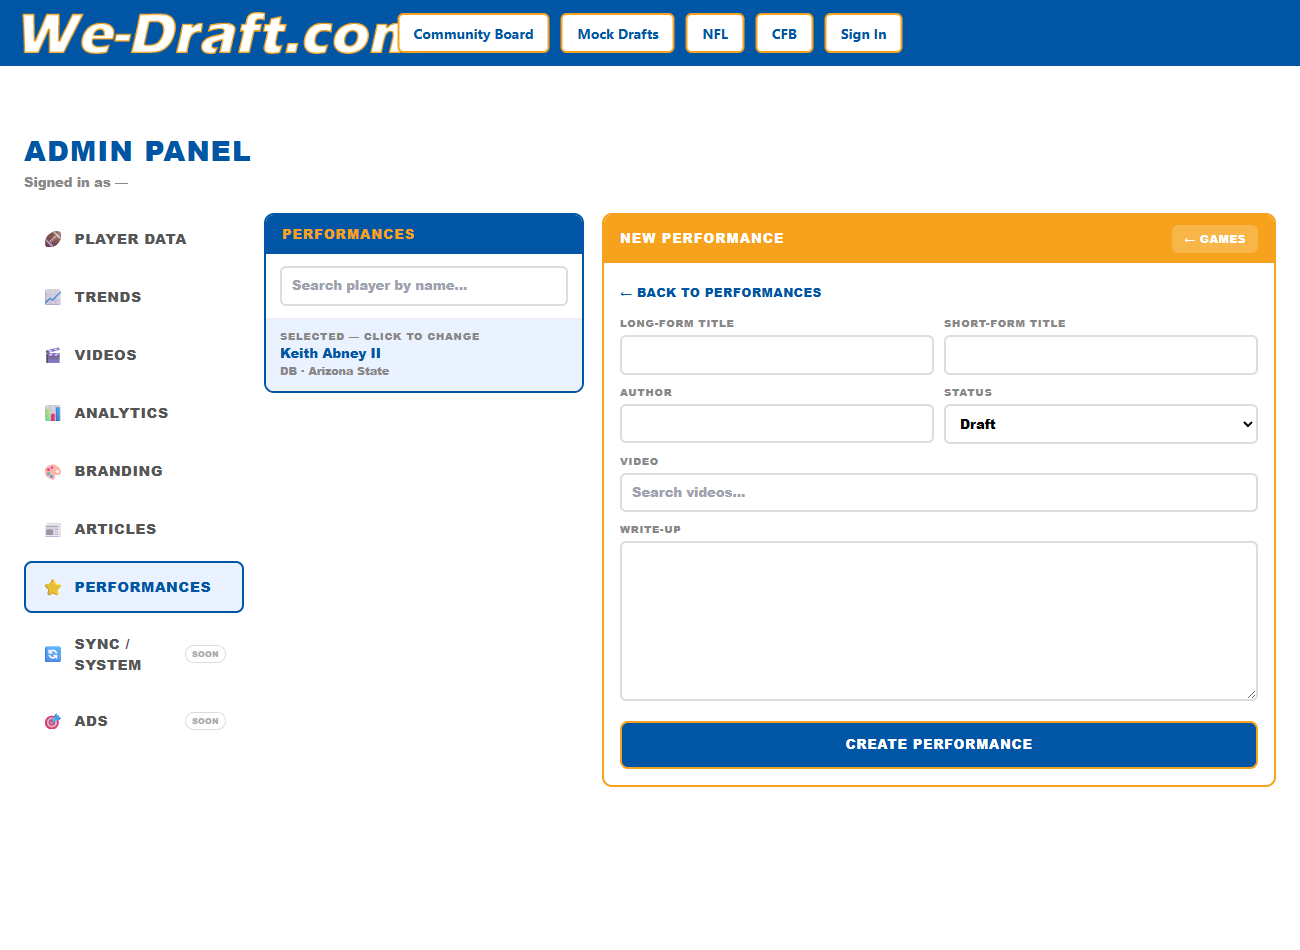 We-Draft.com
Community Board
Mock Drafts
NFL
CFB
Sign In
ADMIN PANEL
Signed in as —
PLAYER DATA
TRENDS
VIDEOS
ANALYTICS
BRANDING
ARTICLES
PERFORMANCES
SYNC /
SYSTEM
SOON
ADS
SOON
PERFORMANCES
Search player by name...
SELECTED — CLICK TO CHANGE
Keith Abney II
DB · Arizona State
NEW PERFORMANCE
← GAMES
← BACK TO PERFORMANCES
LONG-FORM TITLE
SHORT-FORM TITLE
AUTHOR
STATUS
Draft
VIDEO
Search videos...
WRITE-UP
CREATE PERFORMANCE